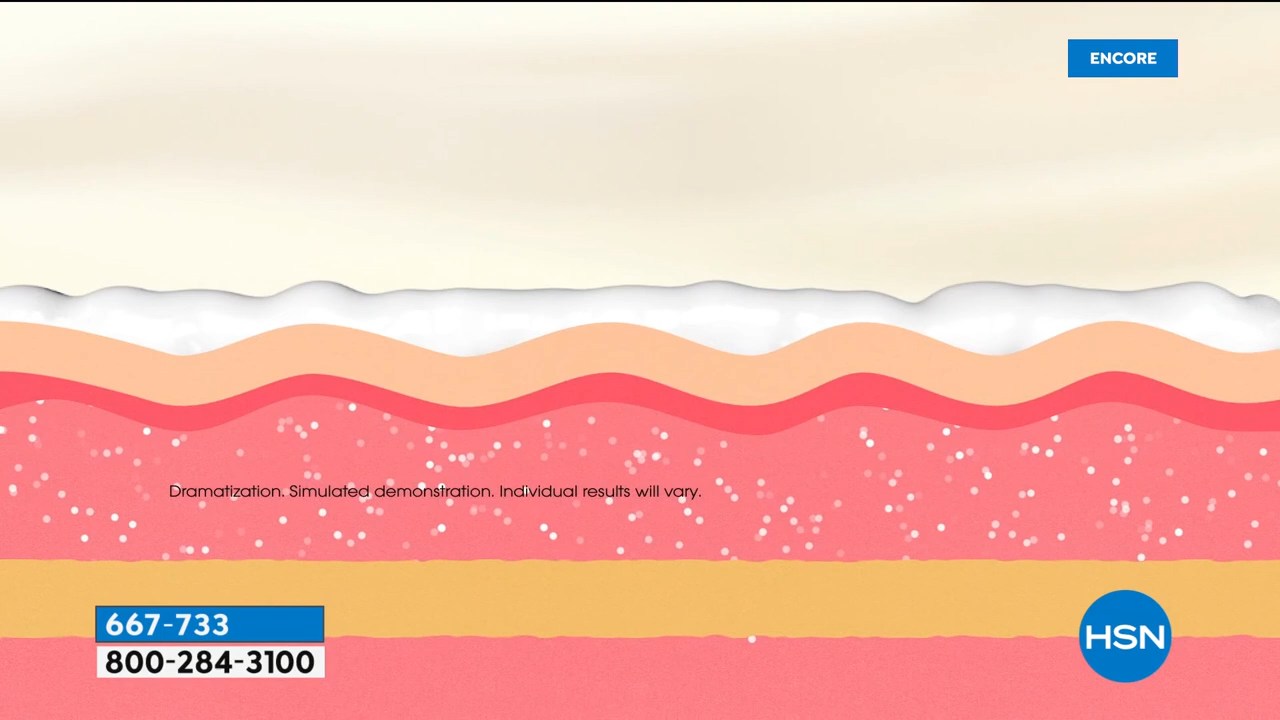 ENCORE
Dramatization. Simulated demonstration. Individual results will vary.
667-733
800-284-3100
HSN